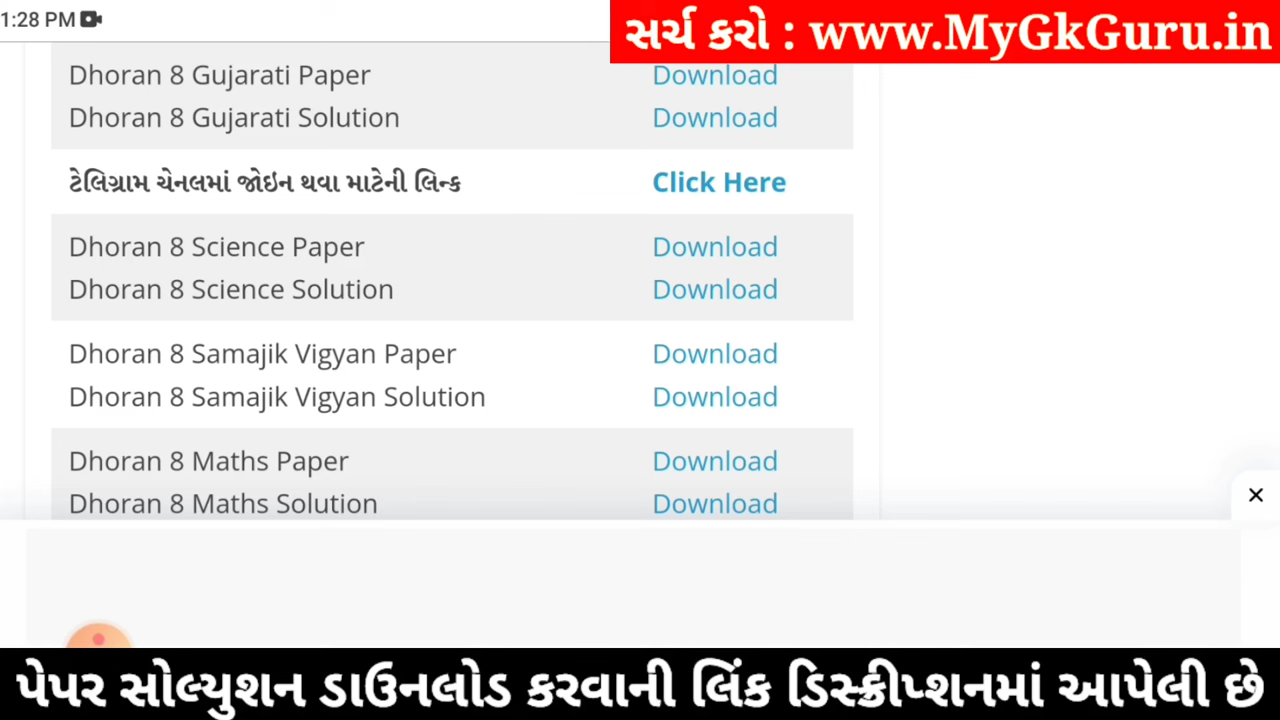 1:28 PM
સર્ચ કરો : www.MyGkGuru.in
Dhoran 8 Gujarati Paper Download
Dhoran 8 Gujarati Solution Download
ટેલિગ્રામ ચેનલમાં જોઇન થવા માટેની લિન્ક Click Here
Dhoran 8 Science Paper Download
Dhoran 8 Science Solution Download
Dhoran 8 Samajik Vigyan Paper Download
Dhoran 8 Samajik Vigyan Solution Download
Dhoran 8 Maths Paper Download
Dhoran 8 Maths Solution Download
પેપર સોલ્યુશન ડાઉનલોડ કરવાની લિંક ડિસ્ક્રીપ્શનમાં આપેલી છે